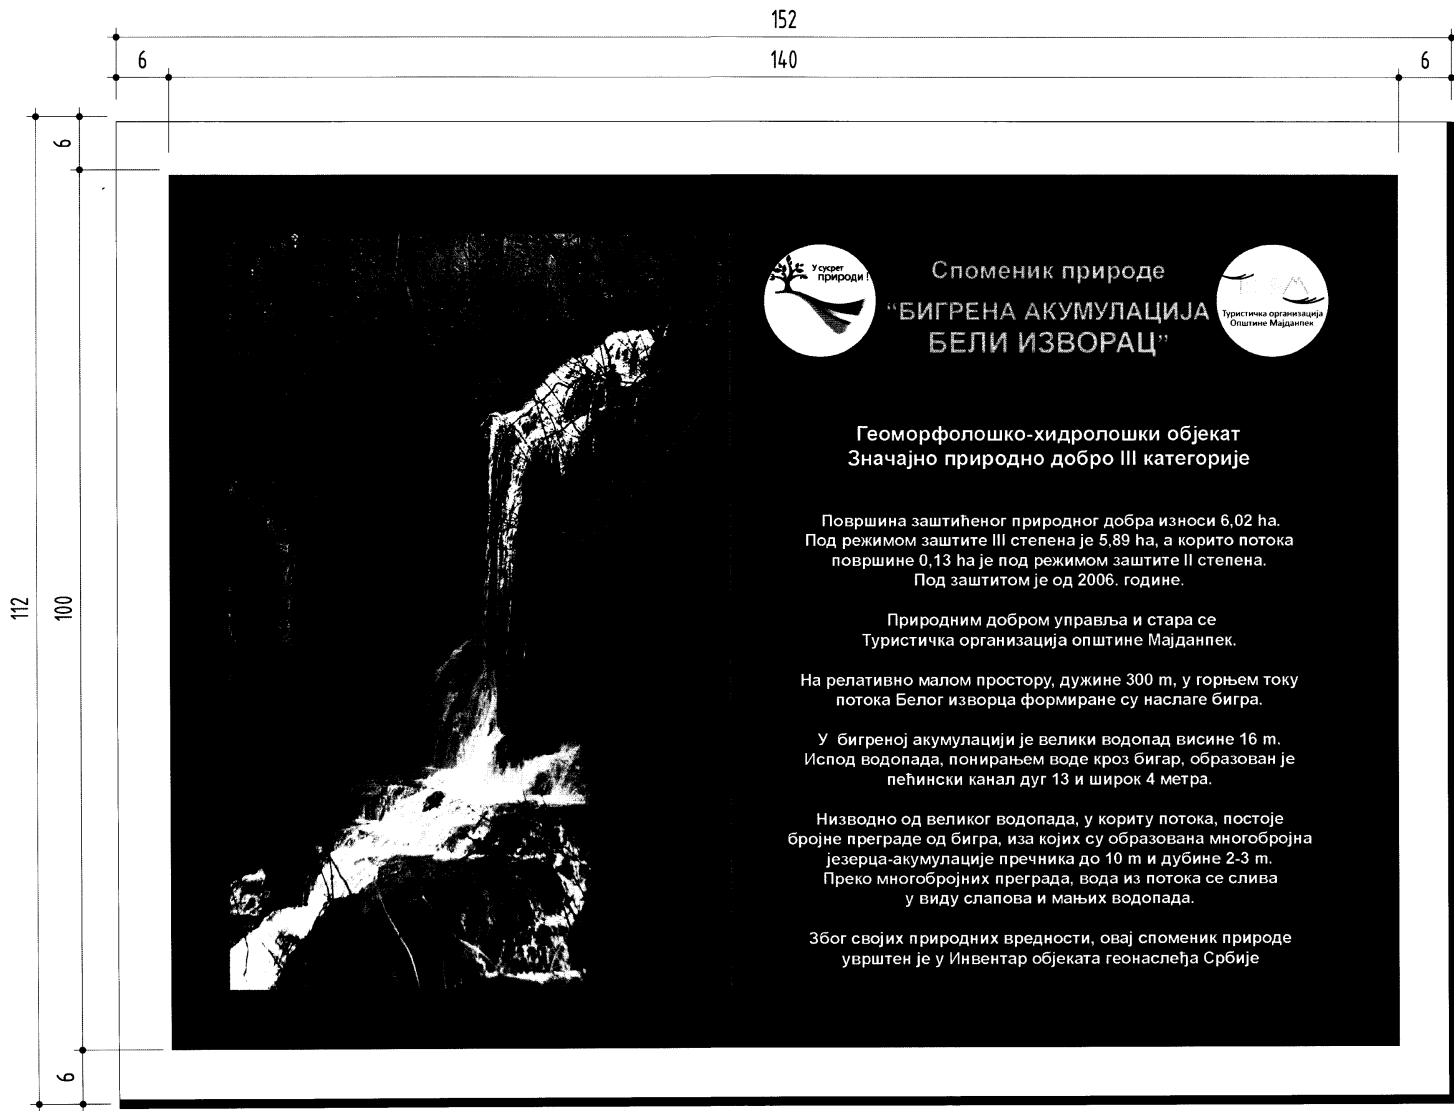 152
6
140
6
6
112
100
6
У сусрет
природи !
Споменик природе
“БИГРЕНА АКУМУЛАЦИЈА
БЕЛИ ИЗВОРАЦ”
Туристичка организација
Општине Мајданпек
Геоморфолошко-хидролошки објекат
Значајно природно добро III категорије
Површина заштићеног природног добра износи 6,02 ha.
Под режимом заштите III степена је 5,89 ha, а корито потока
површине 0,13 ha је под режимом заштите II степена.
Под заштитом је од 2006. године.
Природним добром управља и стара се
Туристичка организација општине Мајданпек.
На релативно малом простору, дужине 300 m, у горњем току
потока Белог изворца формиране су наслаге бигра.
У бигреној акумулацији је велики водопад висине 16 m.
Испод водопада, понирањем воде кроз бигар, образован је
пећински канал дуг 13 и широк 4 метра.
Низводно од великог водопада, у кориту потока, постоје
бројне преграде од бигра, иза којих су образована многобројна
језерца-акумулације пречника до 10 m и дубине 2-3 m.
Преко многобројних преграда, вода из потока се слива
у виду слапова и мањих водопада.
Због својих природних вредности, овај споменик природе
уврштен је у Инвентар објеката геонаслеђа Србије